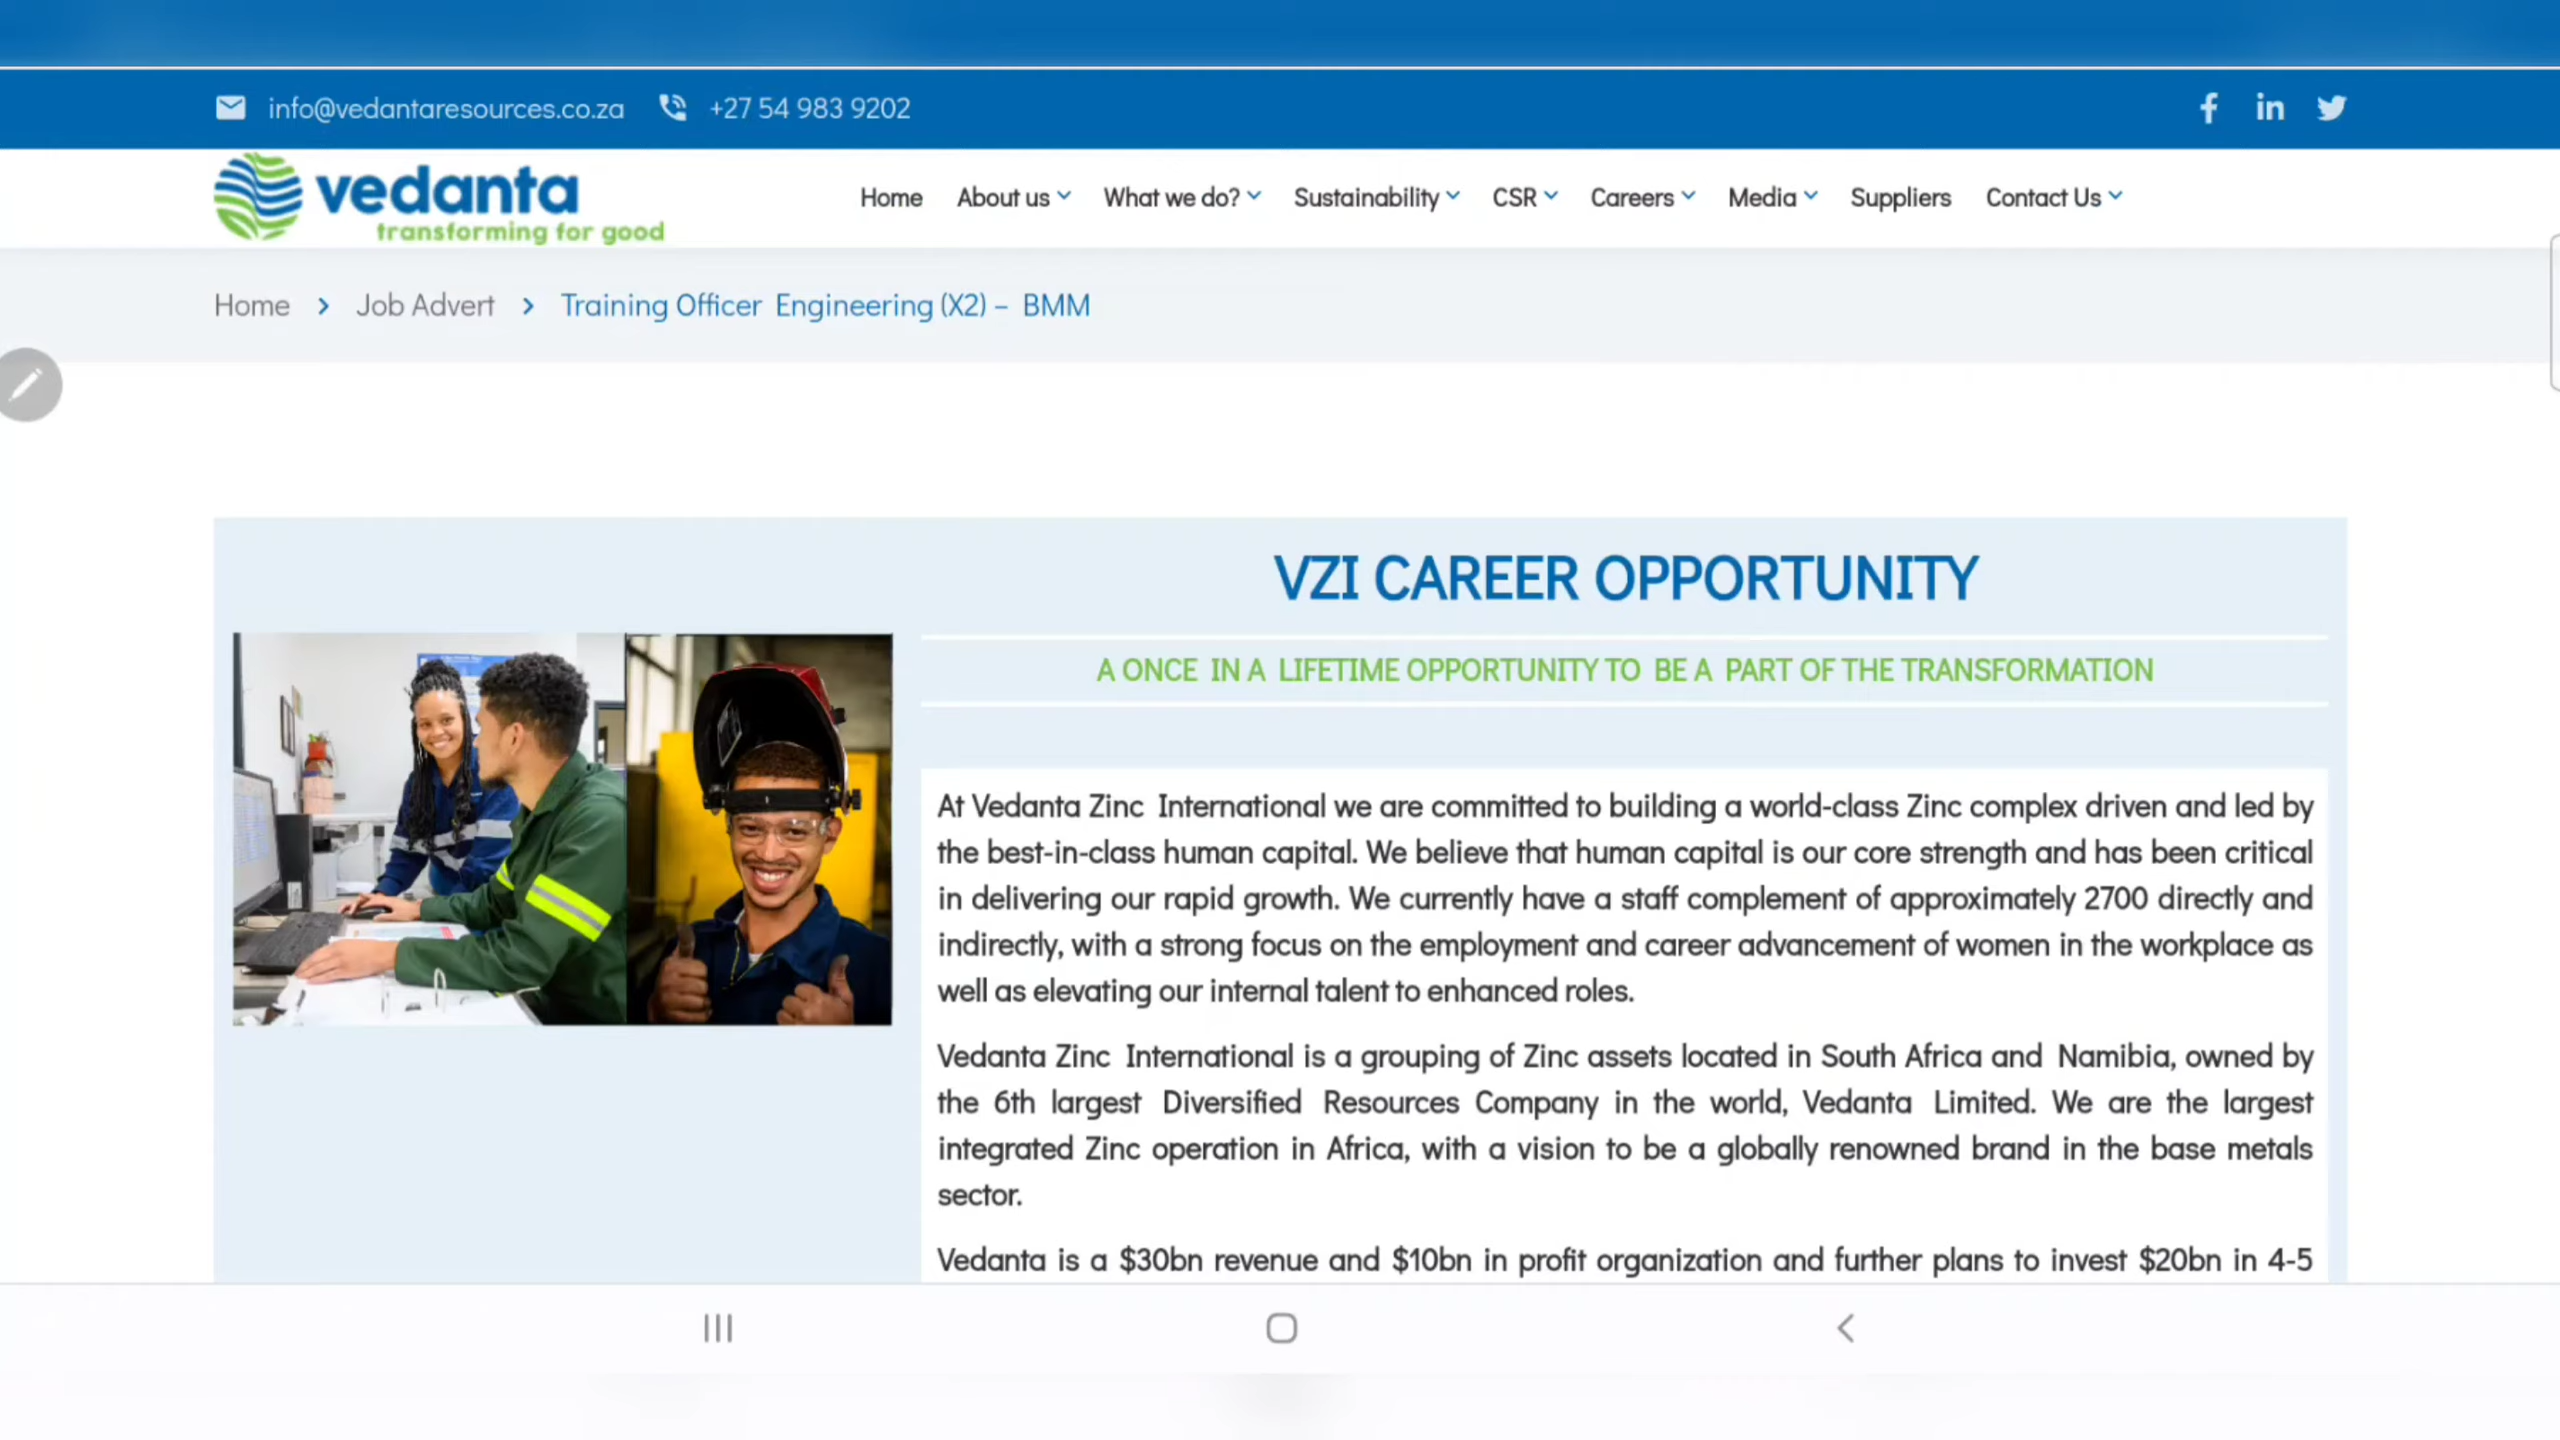 info@vedantaresources.co.za +27 54 983 9202
vedanta
transforming for good
Home About us What we do? Sustainability CSR Careers Media Suppliers Contact Us
Home > Job Advert > Training Officer Engineering (X2) – BMM
VZI CAREER OPPORTUNITY
A ONCE IN A LIFETIME OPPORTUNITY TO BE A PART OF THE TRANSFORMATION
At Vedanta Zinc International we are committed to building a world-class Zinc complex driven and led by
the best-in-class human capital. We believe that human capital is our core strength and has been critical
in delivering our rapid growth. We currently have a staff complement of approximately 2700 directly and
indirectly, with a strong focus on the employment and career advancement of women in the workplace as
well as elevating our internal talent to enhanced roles.
Vedanta Zinc International is a grouping of Zinc assets located in South Africa and Namibia, owned by
the 6th largest Diversified Resources Company in the world, Vedanta Limited. We are the largest
integrated Zinc operation in Africa, with a vision to be a globally renowned brand in the base metals
sector.
Vedanta is a $30bn revenue and $10bn in profit organization and further plans to invest $20bn in 4-5